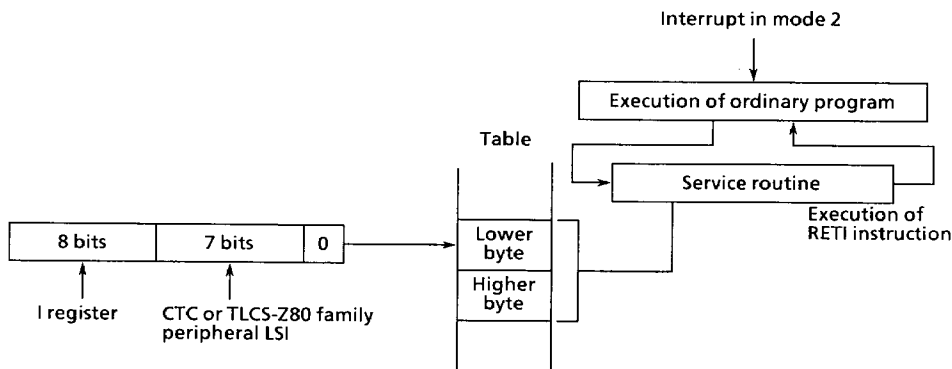 Interrupt in mode 2
Execution of ordinary program
Table
Service routine
Execution of
RETI instruction
8 bits
7 bits
0
Lower
byte
Higher
byte
I register
CTC or TLCS-Z80 family
peripheral LSI